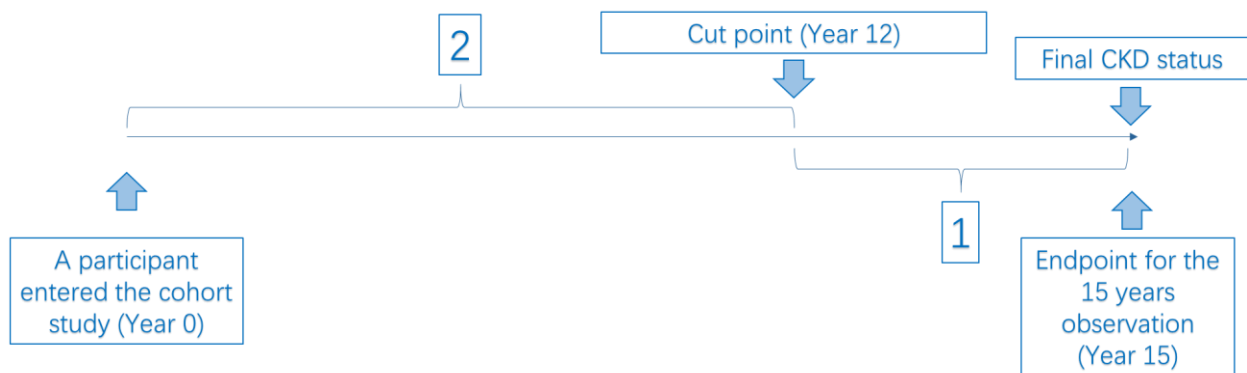 2
Cut point (Year 12)
Final CKD status
1
A participant
entered the cohort
study (Year 0)
Endpoint for the
15 years
observation
(Year 15)